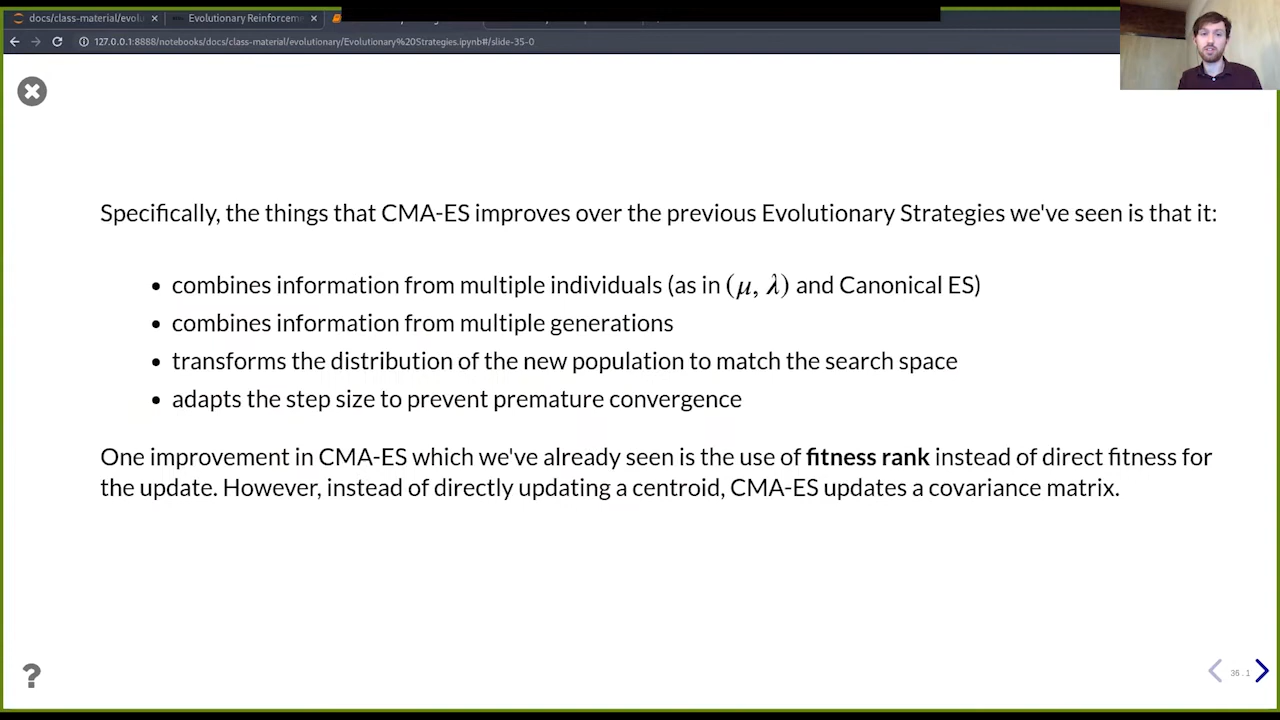 docs/class-material/evolu
Evolutionary Reinforcem
127.0.0.1:8888/notebooks/docs/class-material/evolutionary/Evolutionary%20Strategies.ipynb#/slide-35-0
Specifically, the things that CMA-ES improves over the previous Evolutionary Strategies we've seen is that it:
• combines information from multiple individuals (as in (μ, λ) and Canonical ES)
• combines information from multiple generations
• transforms the distribution of the new population to match the search space
• adapts the step size to prevent premature convergence
One improvement in CMA-ES which we've already seen is the use of fitness rank instead of direct fitness for
the update. However, instead of directly updating a centroid, CMA-ES updates a covariance matrix.
?
36.1